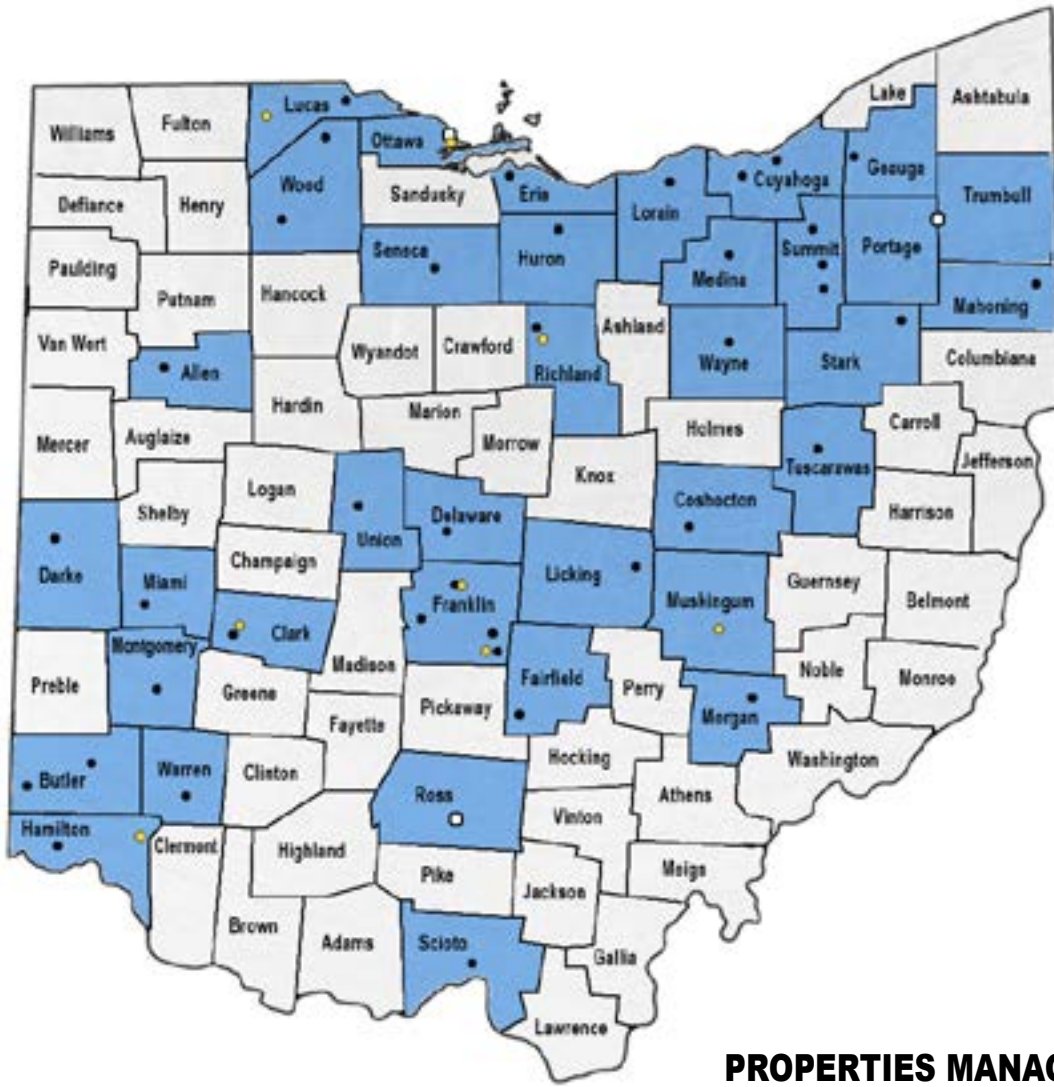 Lake
Ashtabula
Williams
Fulton
Lucas
Ottawa
Geauga
Cuyahoga
Trumbull
Defiance
Henry
Wood
Sandusky
Erie
Lorain
Summit
Portage
Paulding
Putnam
Hancock
Seneca
Huron
Medina
Mahoning
Van Wert
Allen
Wyandot
Crawford
Richland
Ashland
Wayne
Stark
Columbiana
Mercer
Auglaize
Hardin
Marion
Morrow
Holmes
Carroll
Jefferson
Knox
Tuscarawas
Shelby
Logan
Union
Delaware
Coshocton
Harrison
Darke
Miami
Champaign
Franklin
Licking
Muskingum
Guernsey
Belmont
Montgomery
Clark
Madison
Fairfield
Perry
Morgan
Noble
Monroe
Preble
Greene
Fayette
Pickaway
Hocking
Washington
Butler
Warren
Clinton
Ross
Vinton
Athens
Hamilton
Clermont
Highland
Pike
Jackson
Meigs
Brown
Adams
Scioto
Gallia
Lawrence
PROPERTIES MANAG